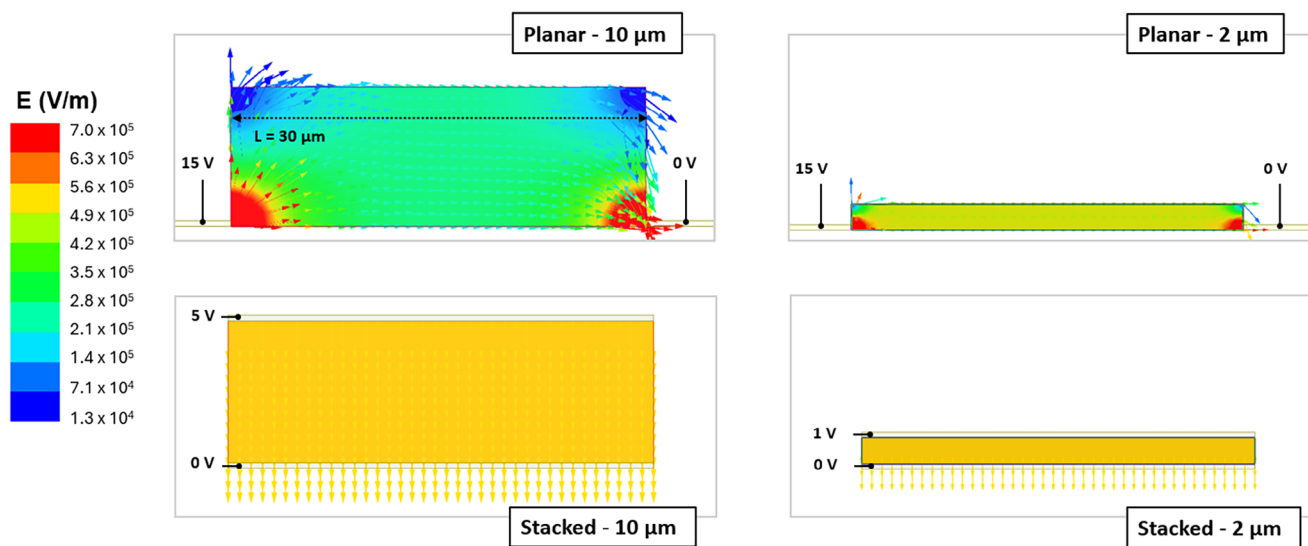 Planar - 10 µm
Planar - 2 µm
E (V/m)
7.0 x 10⁵
6.3 x 10⁵
5.6 x 10⁵
4.9 x 10⁵
4.2 x 10⁵
3.5 x 10⁵
2.8 x 10⁵
2.1 x 10⁵
1.4 x 10⁵
7.1 x 10⁴
1.3 x 10⁴
L = 30 µm
15 V
0 V
15 V
0 V
5 V
0 V
Stacked - 10 µm
1 V
0 V
Stacked - 2 µm